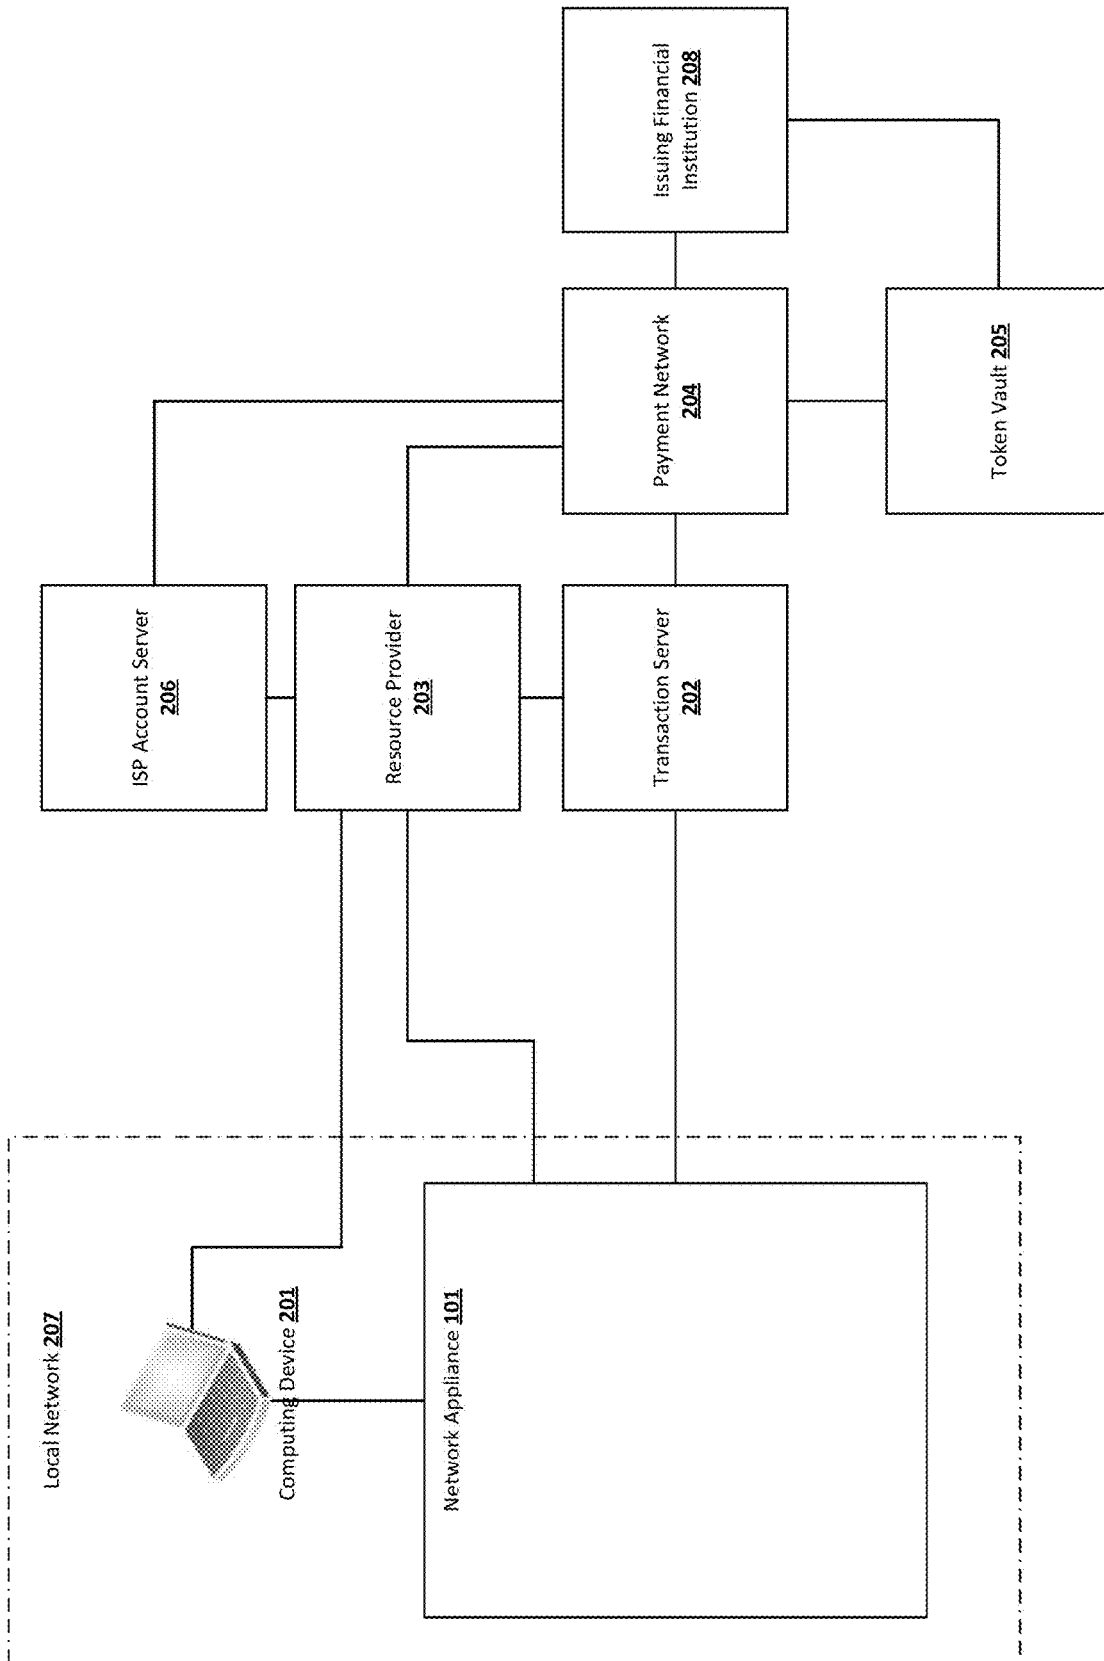 Local Network 207
Computing Device 201
Network Appliance 101
ISP Account Server
206
Resource Provider
203
Transaction Server
202
Payment Network
204
Token Vault 205
Issuing Financial
Institution 208